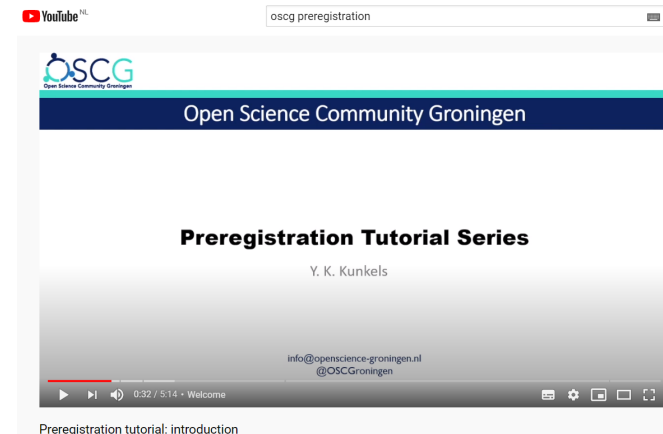 YouTube NL
oscg preregistration
OSCG
Open Science Community Groningen
Open Science Community Groningen
Preregistration Tutorial Series
Y. K. Kunkels
info@openscience-groningen.nl
@OSCGroningen
0:32 / 5:14 • Welcome
Preregistration tutorial: introduction